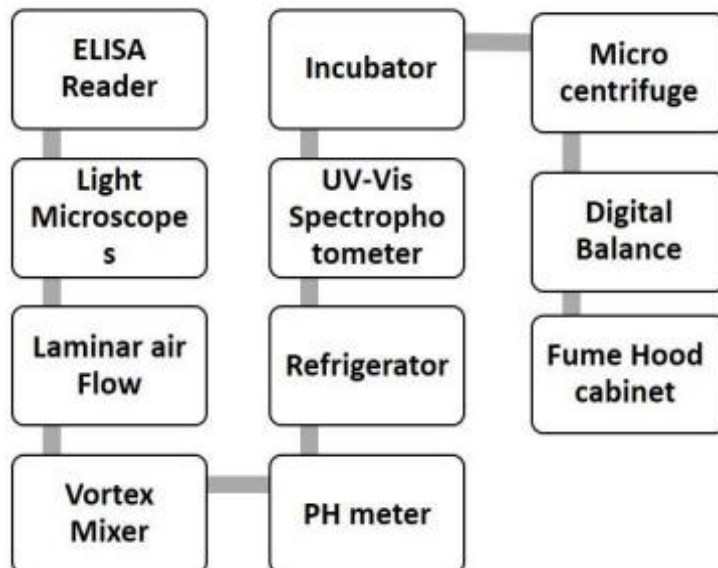 ELISA
Reader
Light
Microscope
s
Laminar air
Flow
Vortex
Mixer
PH meter
Refrigerator
UV-Vis
Spectropho
tometer
Incubator
Micro
centrifuge
Digital
Balance
Fume Hood
cabinet